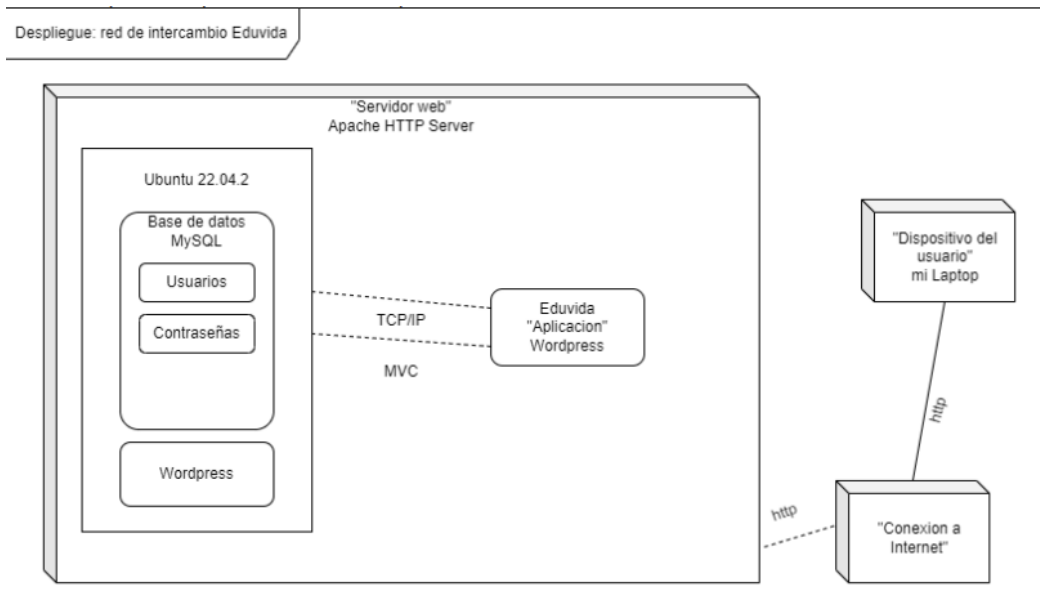 Despliegue: red de intercambio Eduvida
"Servidor web"
Apache HTTP Server
Ubuntu 22.04.2
Base de datos
MySQL
Usuarios
Contraseñas
Wordpress
TCP/IP
MVC
Eduvida
"Aplicacion"
Wordpress
"Dispositivo del
usuario"
mi Laptop
http
http
"Conexion a
Internet"